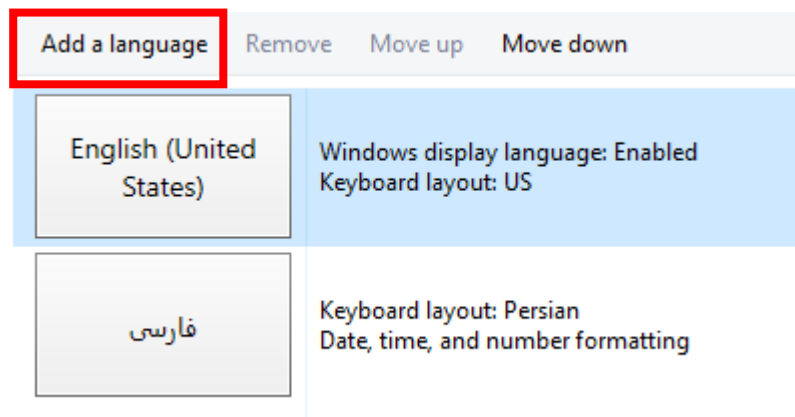 Add a language Remove Move up Move down
English (United
States)
Windows display language: Enabled
Keyboard layout: US
فارسی
Keyboard layout: Persian
Date, time, and number formatting